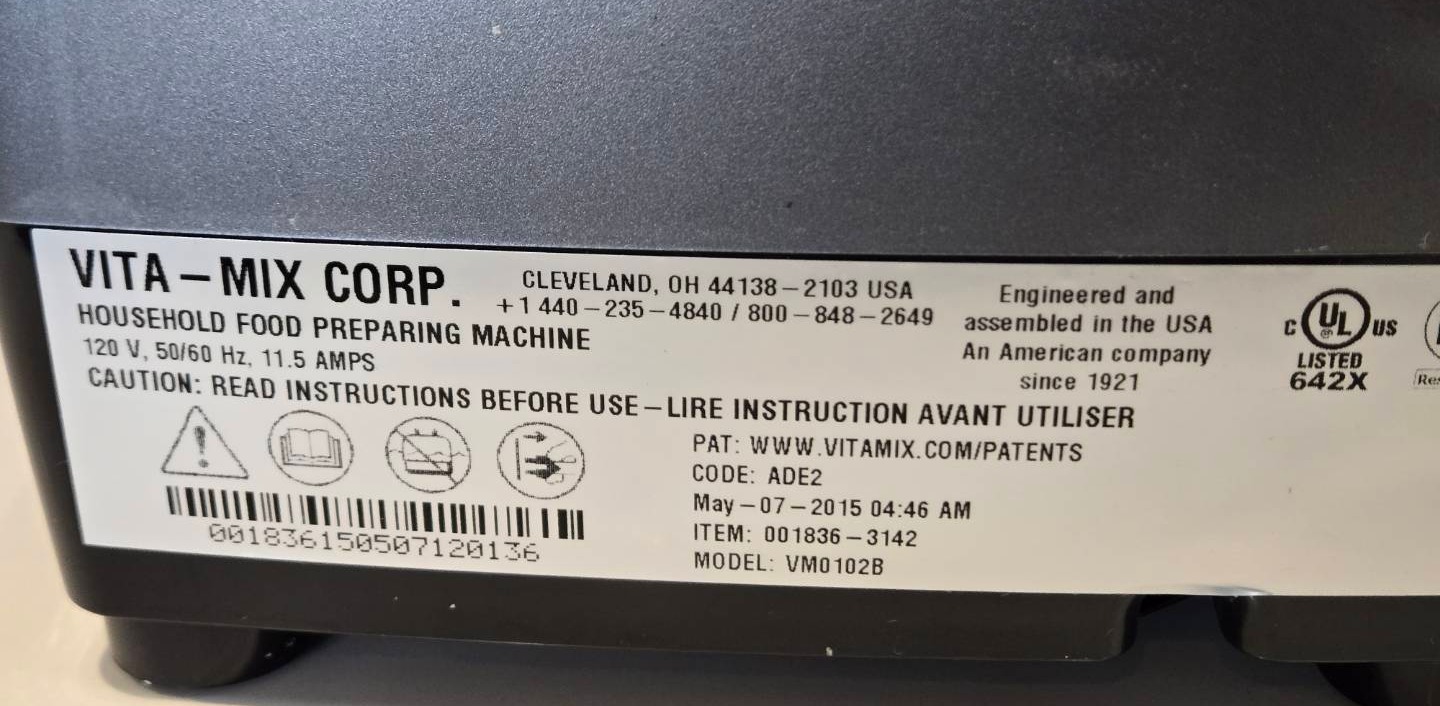 VITA-MIX CORP.
CLEVELAND, OH 44138-2103 USA
+1 440-235-4840 / 800-848-2649
HOUSEHOLD FOOD PREPARING MACHINE
120 V, 50/60 Hz, 11.5 AMPS
CAUTION: READ INSTRUCTIONS BEFORE USE-LIRE INSTRUCTION AVANT UTILISER
Engineered and
assembled in the USA
An American company
since 1921
C UL US
LISTED
642X
PAT: WWW.VITAMIX.COM/PATENTS
CODE: ADE2
May-07-2015 04:46 AM
ITEM: 001836-3142
MODEL: VM0102B
001836150507120136